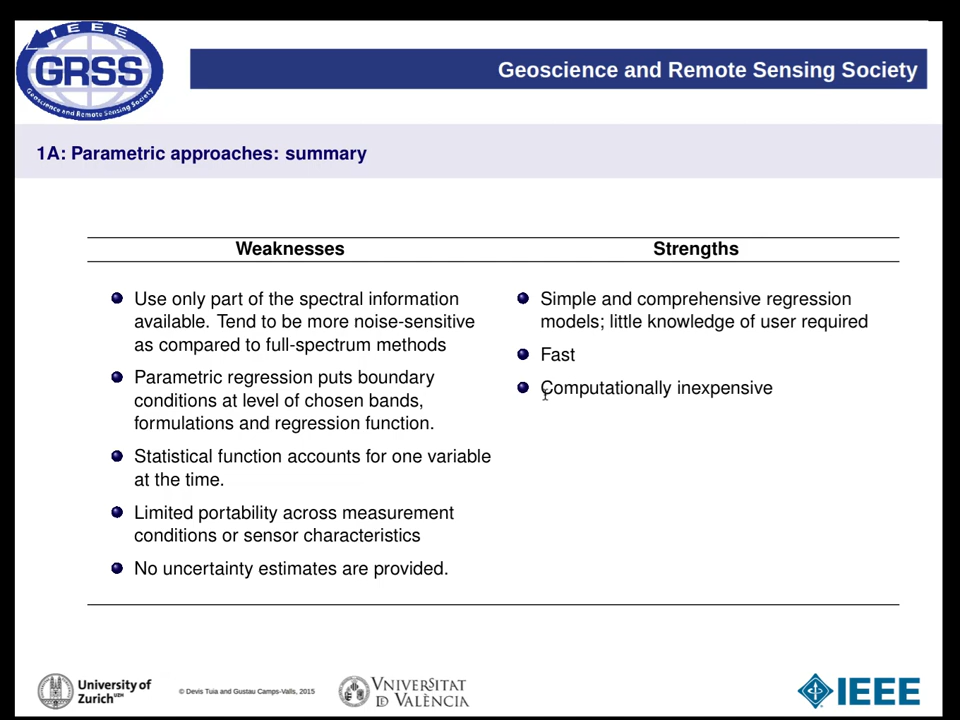 IEEE
GRSS
Geoscience and Remote Sensing Society
Geoscience and Remote Sensing Society
1A: Parametric approaches: summary
Weaknesses
Use only part of the spectral information
available. Tend to be more noise-sensitive
as compared to full-spectrum methods
Parametric regression puts boundary
conditions at level of chosen bands,
formulations and regression function.
Statistical function accounts for one variable
at the time.
Limited portability across measurement
conditions or sensor characteristics
No uncertainty estimates are provided.
Strengths
Simple and comprehensive regression
models; little knowledge of user required
Fast
Computationally inexpensive
University of
Zurich UZH
© Devis Tuia and Gustau Camps-Valls, 2015
VNIVERSITAT
D VALÈNCIA
IEEE